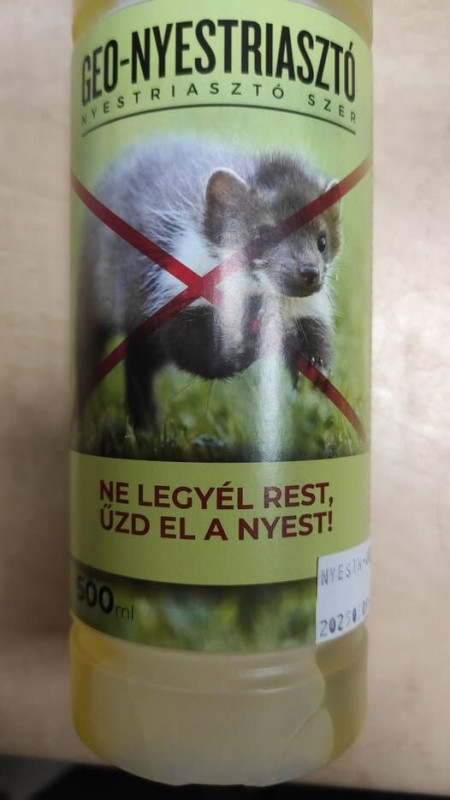 GEO-NYESTRIASZTÓ
NYESTRIASZTÓ SZER
NE LEGYÉL REST,
ŰZD EL A NYEST!
500ml